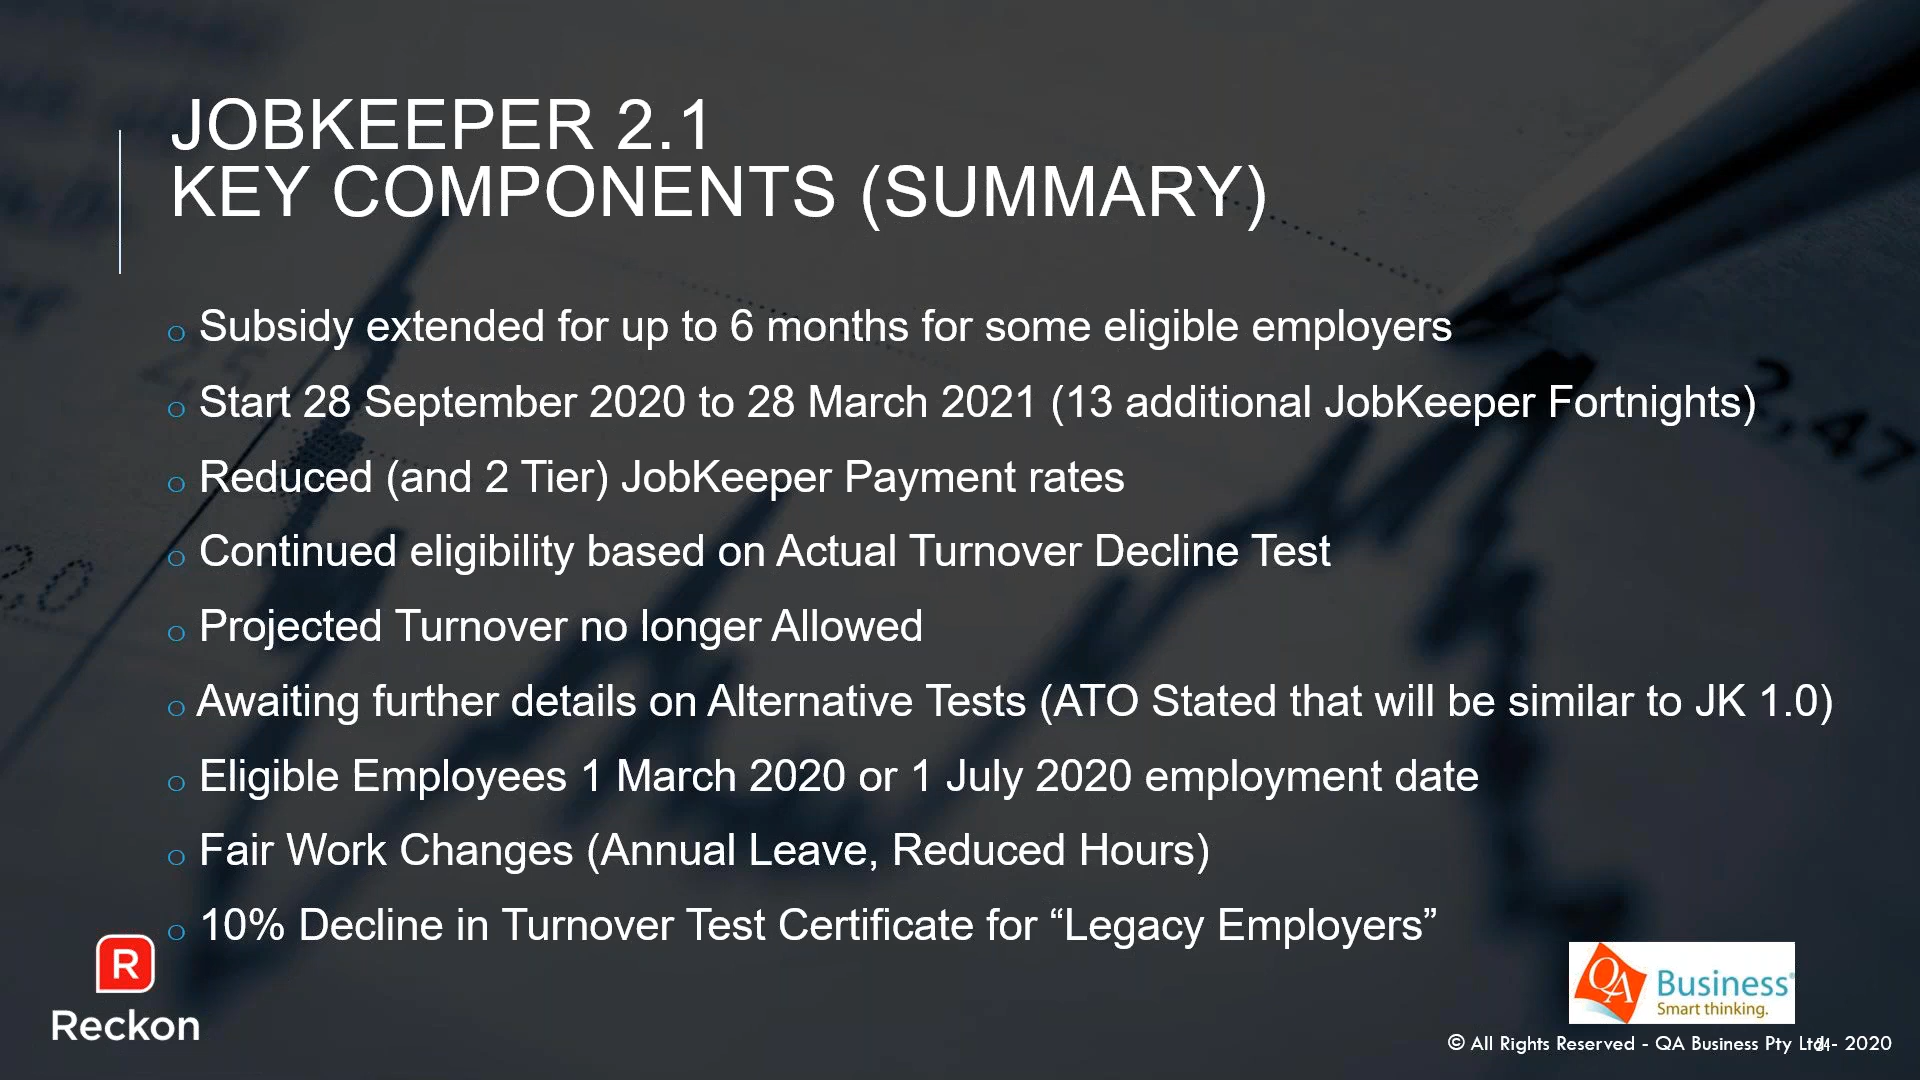 JOBKEEPER 2.1
KEY COMPONENTS (SUMMARY)
o Subsidy extended for up to 6 months for some eligible employers
o Start 28 September 2020 to 28 March 2021 (13 additional JobKeeper Fortnights)
o Reduced (and 2 Tier) JobKeeper Payment rates
o Continued eligibility based on Actual Turnover Decline Test
o Projected Turnover no longer Allowed
o Awaiting further details on Alternative Tests (ATO Stated that will be similar to JK 1.0)
o Eligible Employees 1 March 2020 or 1 July 2020 employment date
o Fair Work Changes (Annual Leave, Reduced Hours)
o 10% Decline in Turnover Test Certificate for “Legacy Employers”
2,47
2.0
R
Reckon
QA Business®
Smart thinking.
© All Rights Reserved - QA Business Pty Ltd - 2020